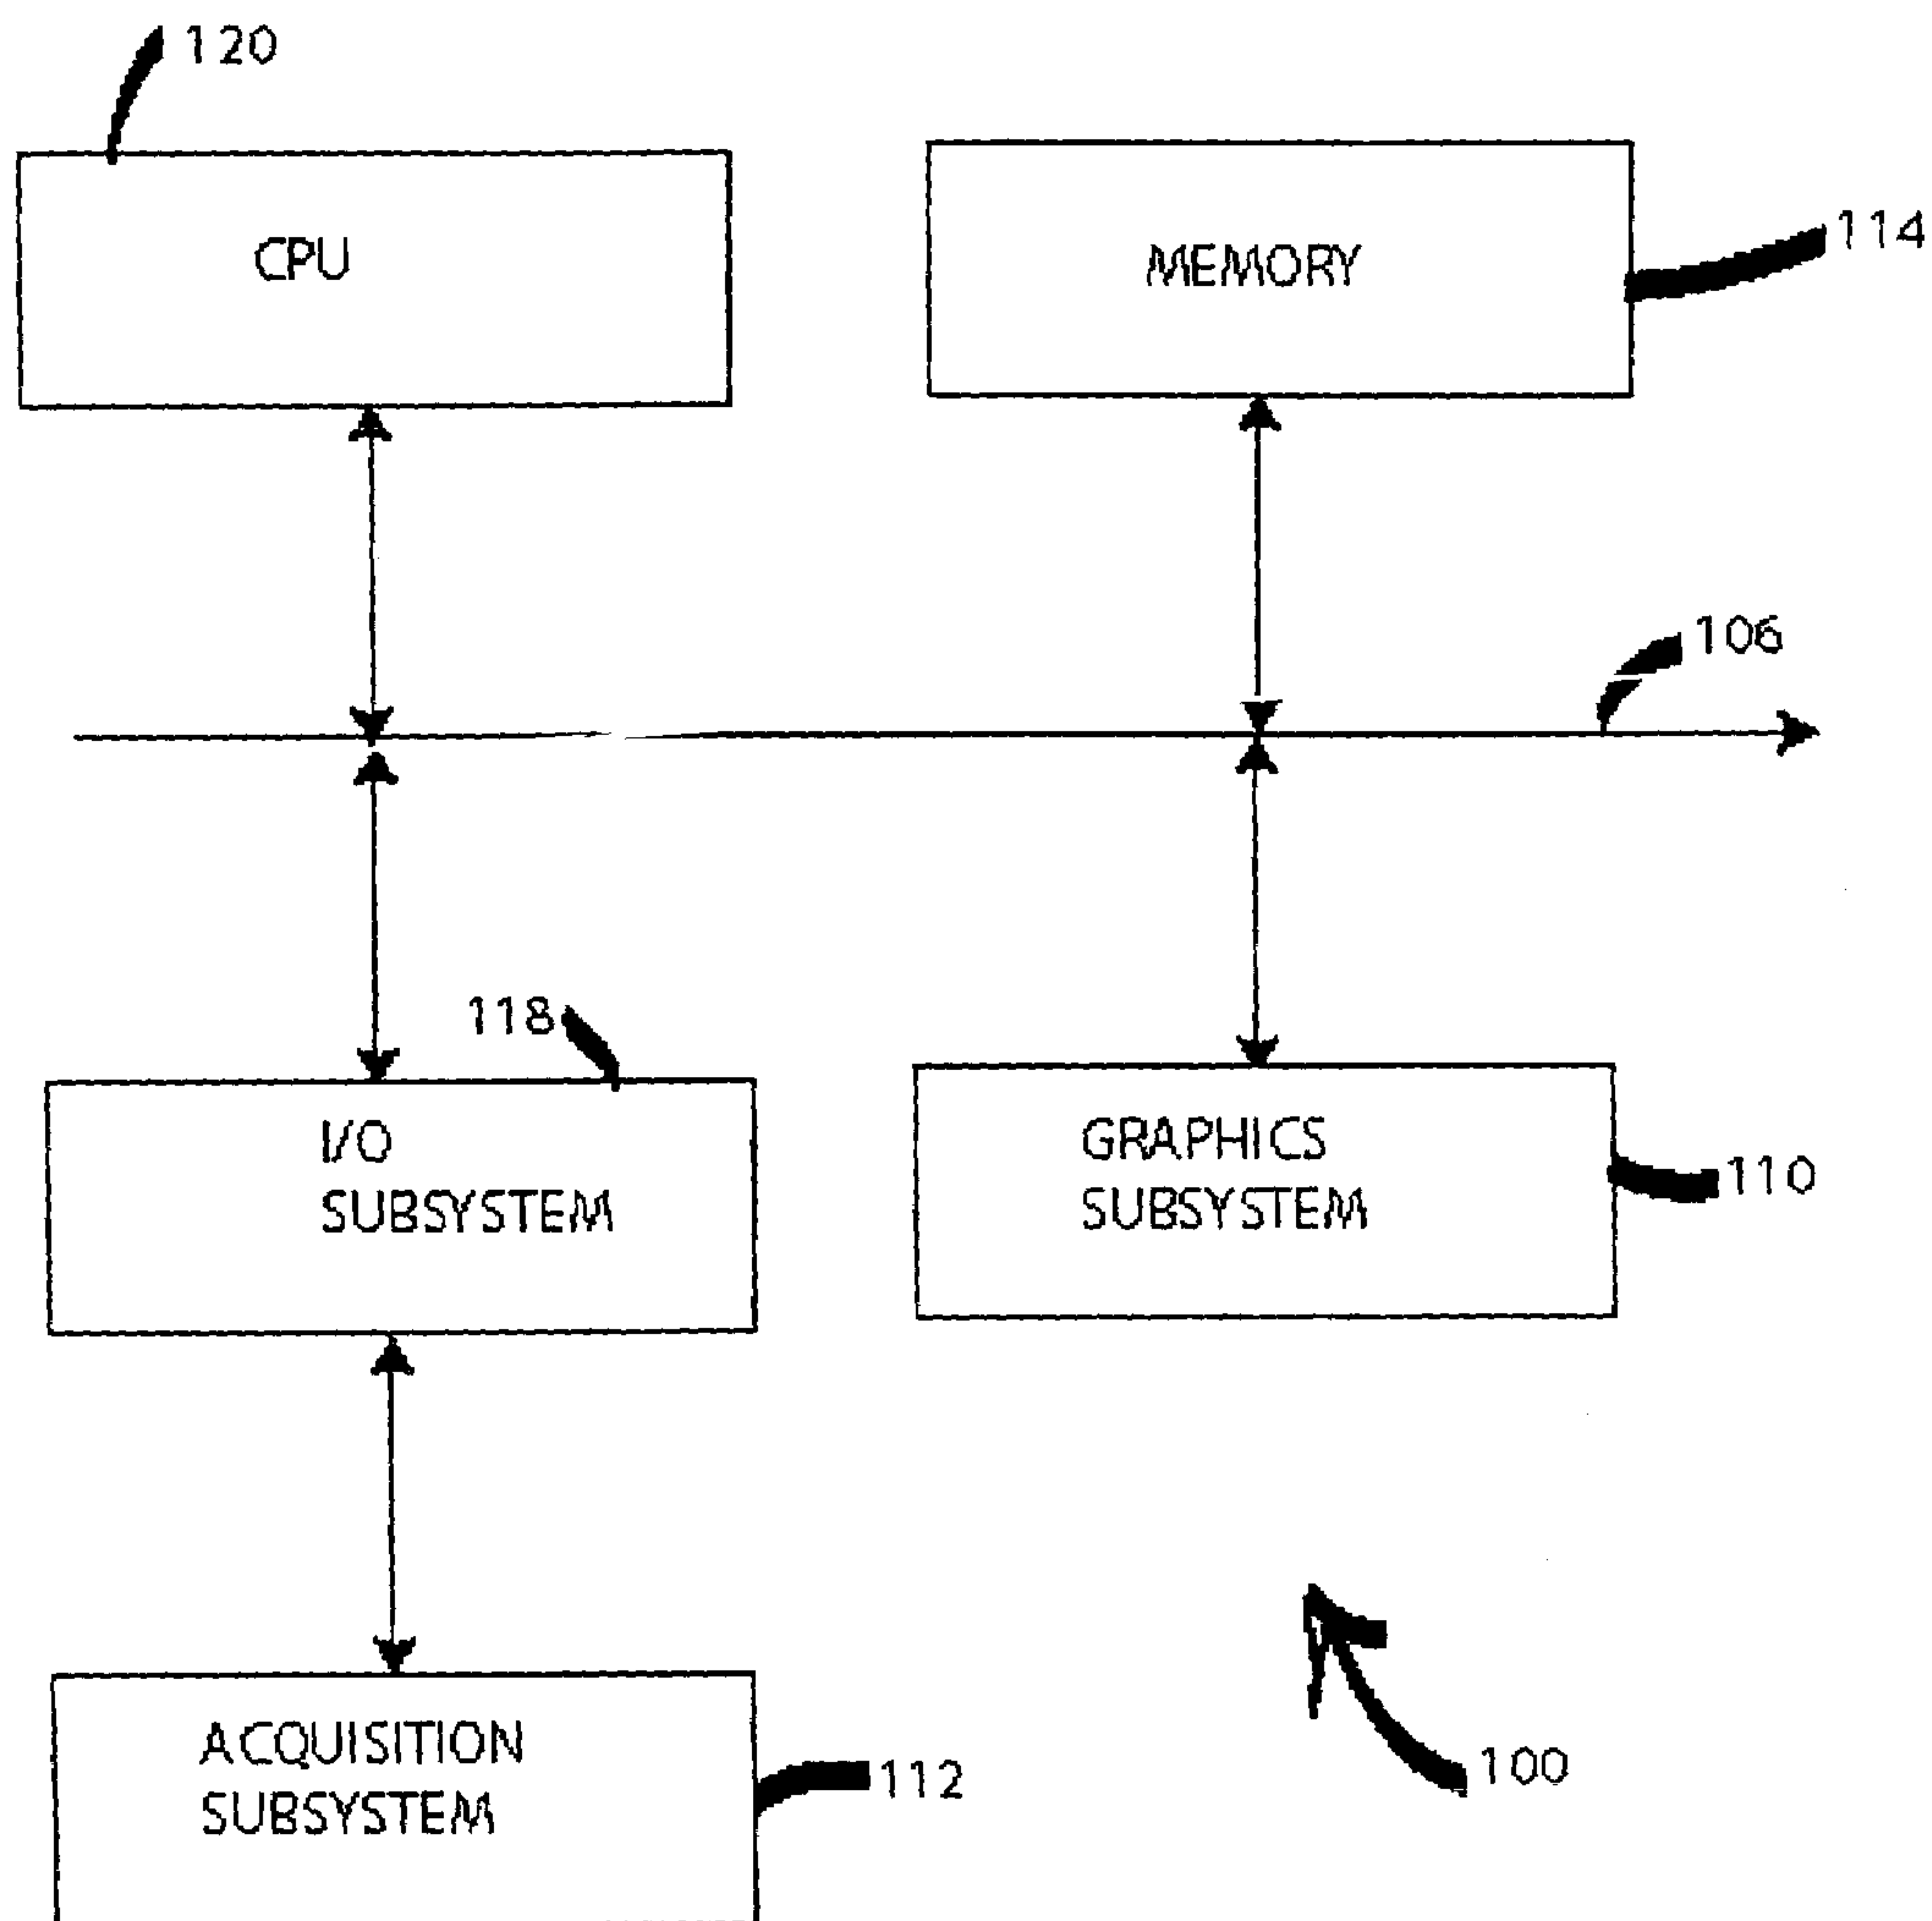 120
CPU
MEMORY
114
106
118
I/O
SUBSYSTEM
GRAPHICS
SUBSYSTEM
110
ACQUISITION
SUBSYSTEM
112
100